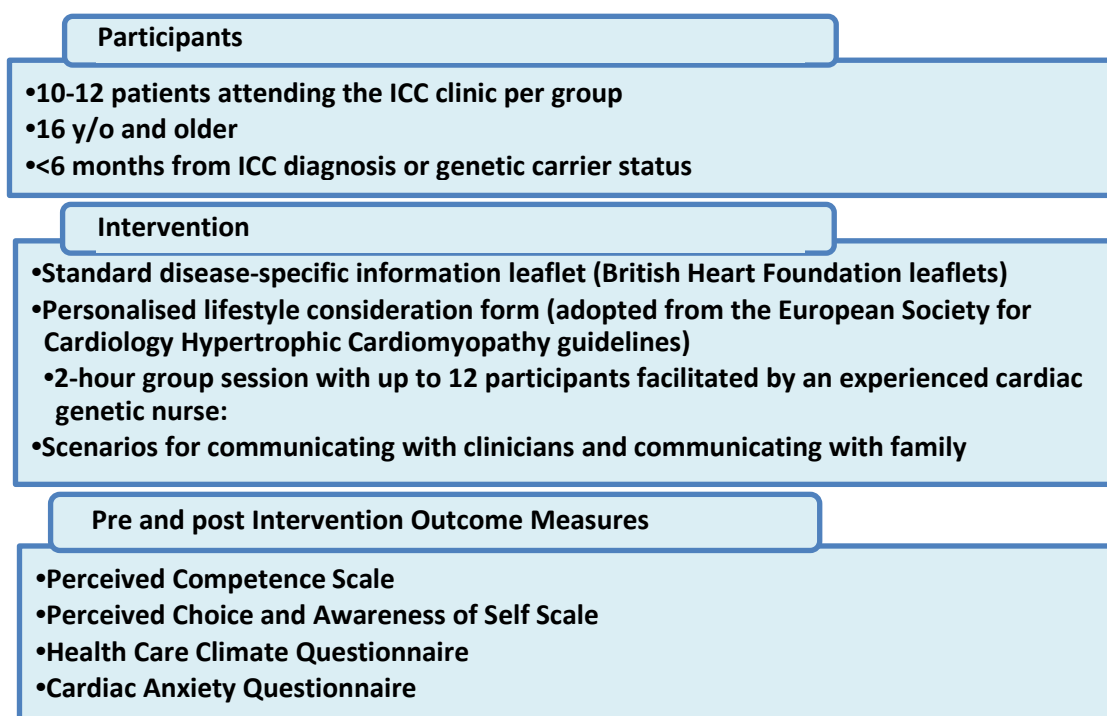 Participants
•10-12 patients attending the ICC clinic per group
•16 y/o and older
•<6 months from ICC diagnosis or genetic carrier status
Intervention
•Standard disease-specific information leaflet (British Heart Foundation leaflets)
•Personalised lifestyle consideration form (adopted from the European Society for
Cardiology Hypertrophic Cardiomyopathy guidelines)
•2-hour group session with up to 12 participants facilitated by an experienced cardiac
genetic nurse:
•Scenarios for communicating with clinicians and communicating with family
Pre and post Intervention Outcome Measures
•Perceived Competence Scale
•Perceived Choice and Awareness of Self Scale
•Health Care Climate Questionnaire
•Cardiac Anxiety Questionnaire